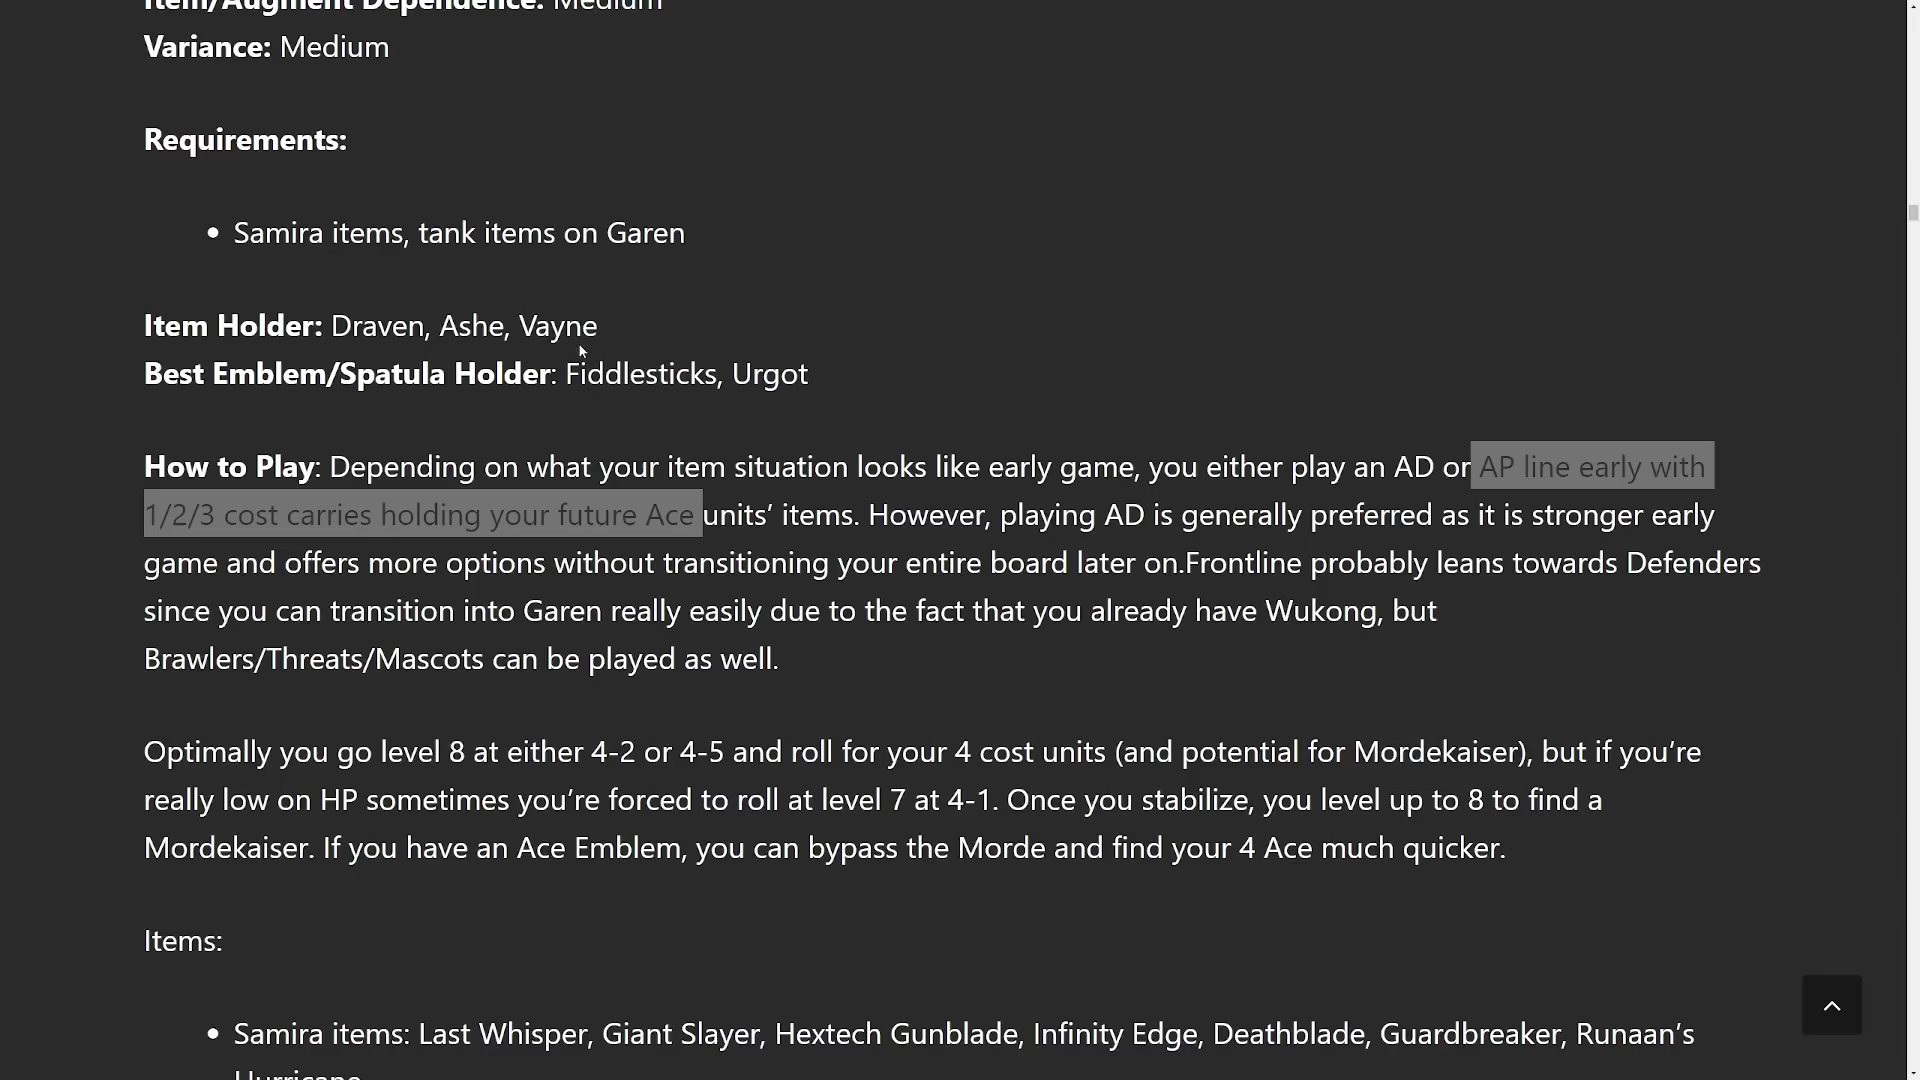 Item/Augment Dependence: Medium
Variance: Medium
Requirements:
• Samira items, tank items on Garen
Item Holder: Draven, Ashe, Vayne
Best Emblem/Spatula Holder: Fiddlesticks, Urgot
How to Play: Depending on what your item situation looks like early game, you either play an AD or AP line early with
1/2/3 cost carries holding your future Ace units’ items. However, playing AD is generally preferred as it is stronger early
game and offers more options without transitioning your entire board later on.Frontline probably leans towards Defenders
since you can transition into Garen really easily due to the fact that you already have Wukong, but
Brawlers/Threats/Mascots can be played as well.
Optimally you go level 8 at either 4-2 or 4-5 and roll for your 4 cost units (and potential for Mordekaiser), but if you’re
really low on HP sometimes you’re forced to roll at level 7 at 4-1. Once you stabilize, you level up to 8 to find a
Mordekaiser. If you have an Ace Emblem, you can bypass the Morde and find your 4 Ace much quicker.
Items:
• Samira items: Last Whisper, Giant Slayer, Hextech Gunblade, Infinity Edge, Deathblade, Guardbreaker, Runaan’s
Hurricane